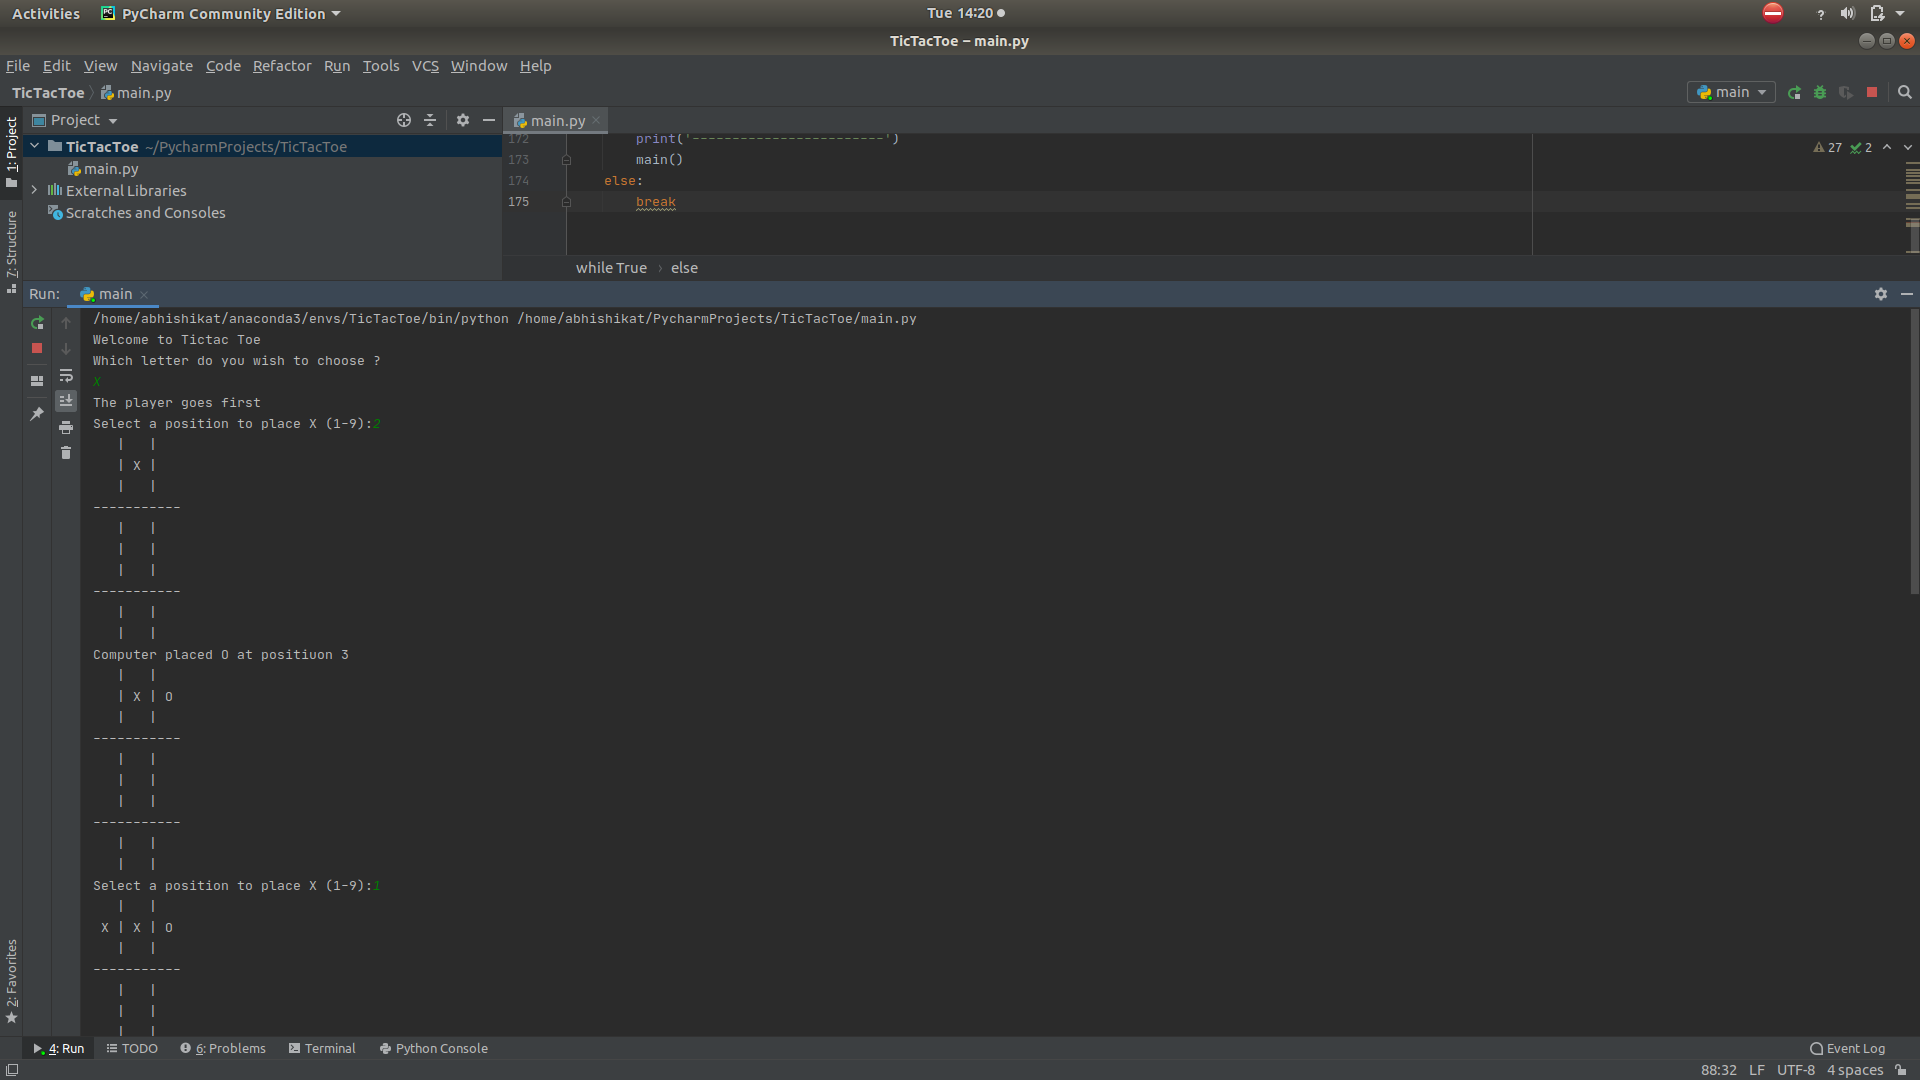 Activities PyCharm Community Edition Tue 14:20
TicTacToe – main.py
File Edit View Navigate Code Refactor Run Tools VCS Window Help
TicTacToe main.py main
1: Project
Project
TicTacToe ~/PycharmProjects/TicTacToe
main.py
External Libraries
Scratches and Consoles
7: Structure
main.py
172 print('------------------------')
173 main()
174 else:
175 break
27 2
while True › else
Run: main
/home/abhishikat/anaconda3/envs/TicTacToe/bin/python /home/abhishikat/PycharmProjects/TicTacToe/main.py
Welcome to Tictac Toe
Which letter do you wish to choose ?
X
The player goes first
Select a position to place X (1-9):2
| |
| X |
| |
-----------
| |
| |
| |
-----------
| |
| |
Computer placed O at positiuon 3
| |
| X | O
| |
-----------
| |
| |
| |
-----------
| |
| |
Select a position to place X (1-9):1
| |
X | X | O
| |
-----------
| |
| |
| |
2: Favorites
4: Run TODO 6: Problems Terminal Python Console Event Log
88:32 LF UTF-8 4 spaces